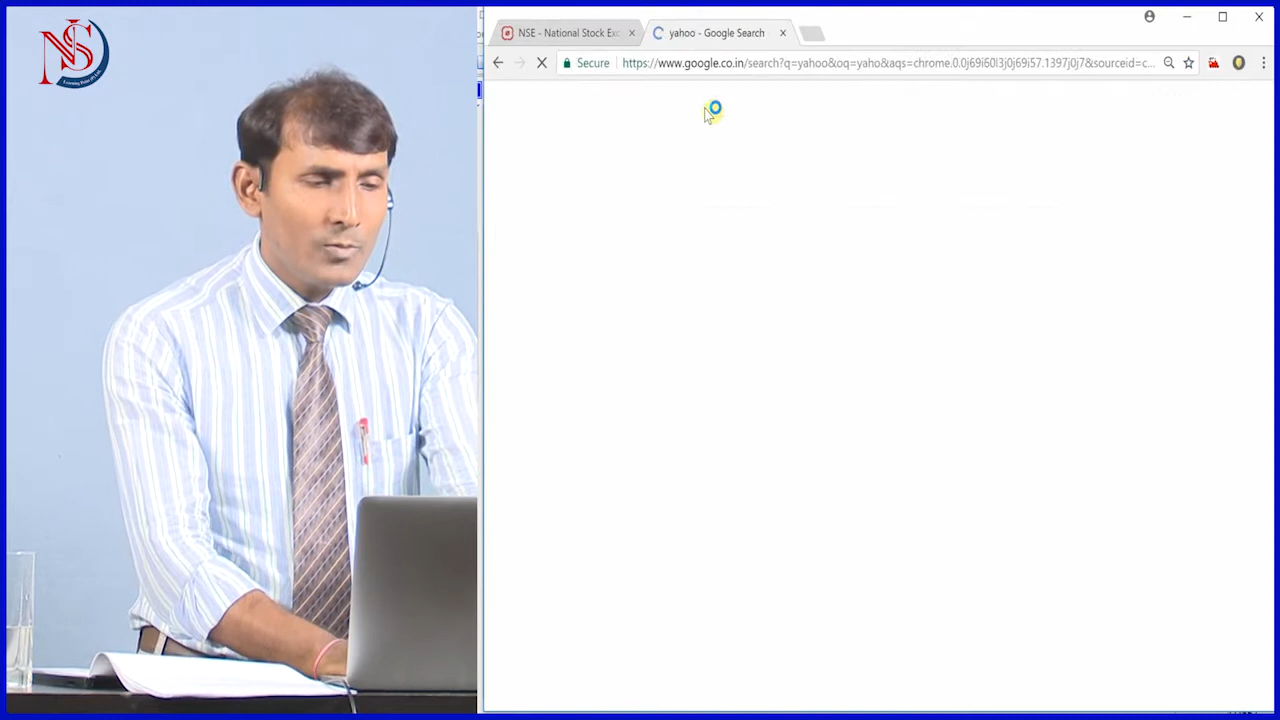 NSE - National Stock Exc
yahoo - Google Search
Secure
https://www.google.co.in/search?q=yahoo&oq=yaho&aqs=chrome.0.0j69i60l3j0j69i57.1397j0j7&sourceid=c...